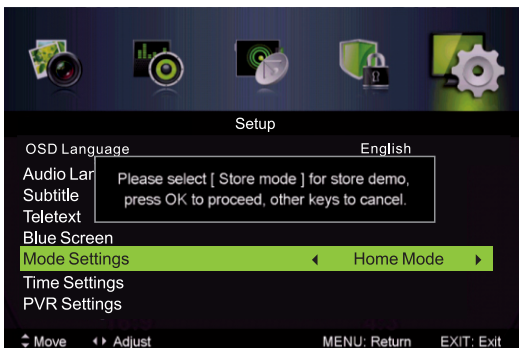 Setup
OSD Language English
Audio Lan
Please select [ Store mode ] for store demo,
press OK to proceed, other keys to cancel.
Subtitle
Teletext
Blue Screen
Mode Settings Home Mode
Time Settings
PVR Settings
Move Adjust MENU: Return EXIT: Exit